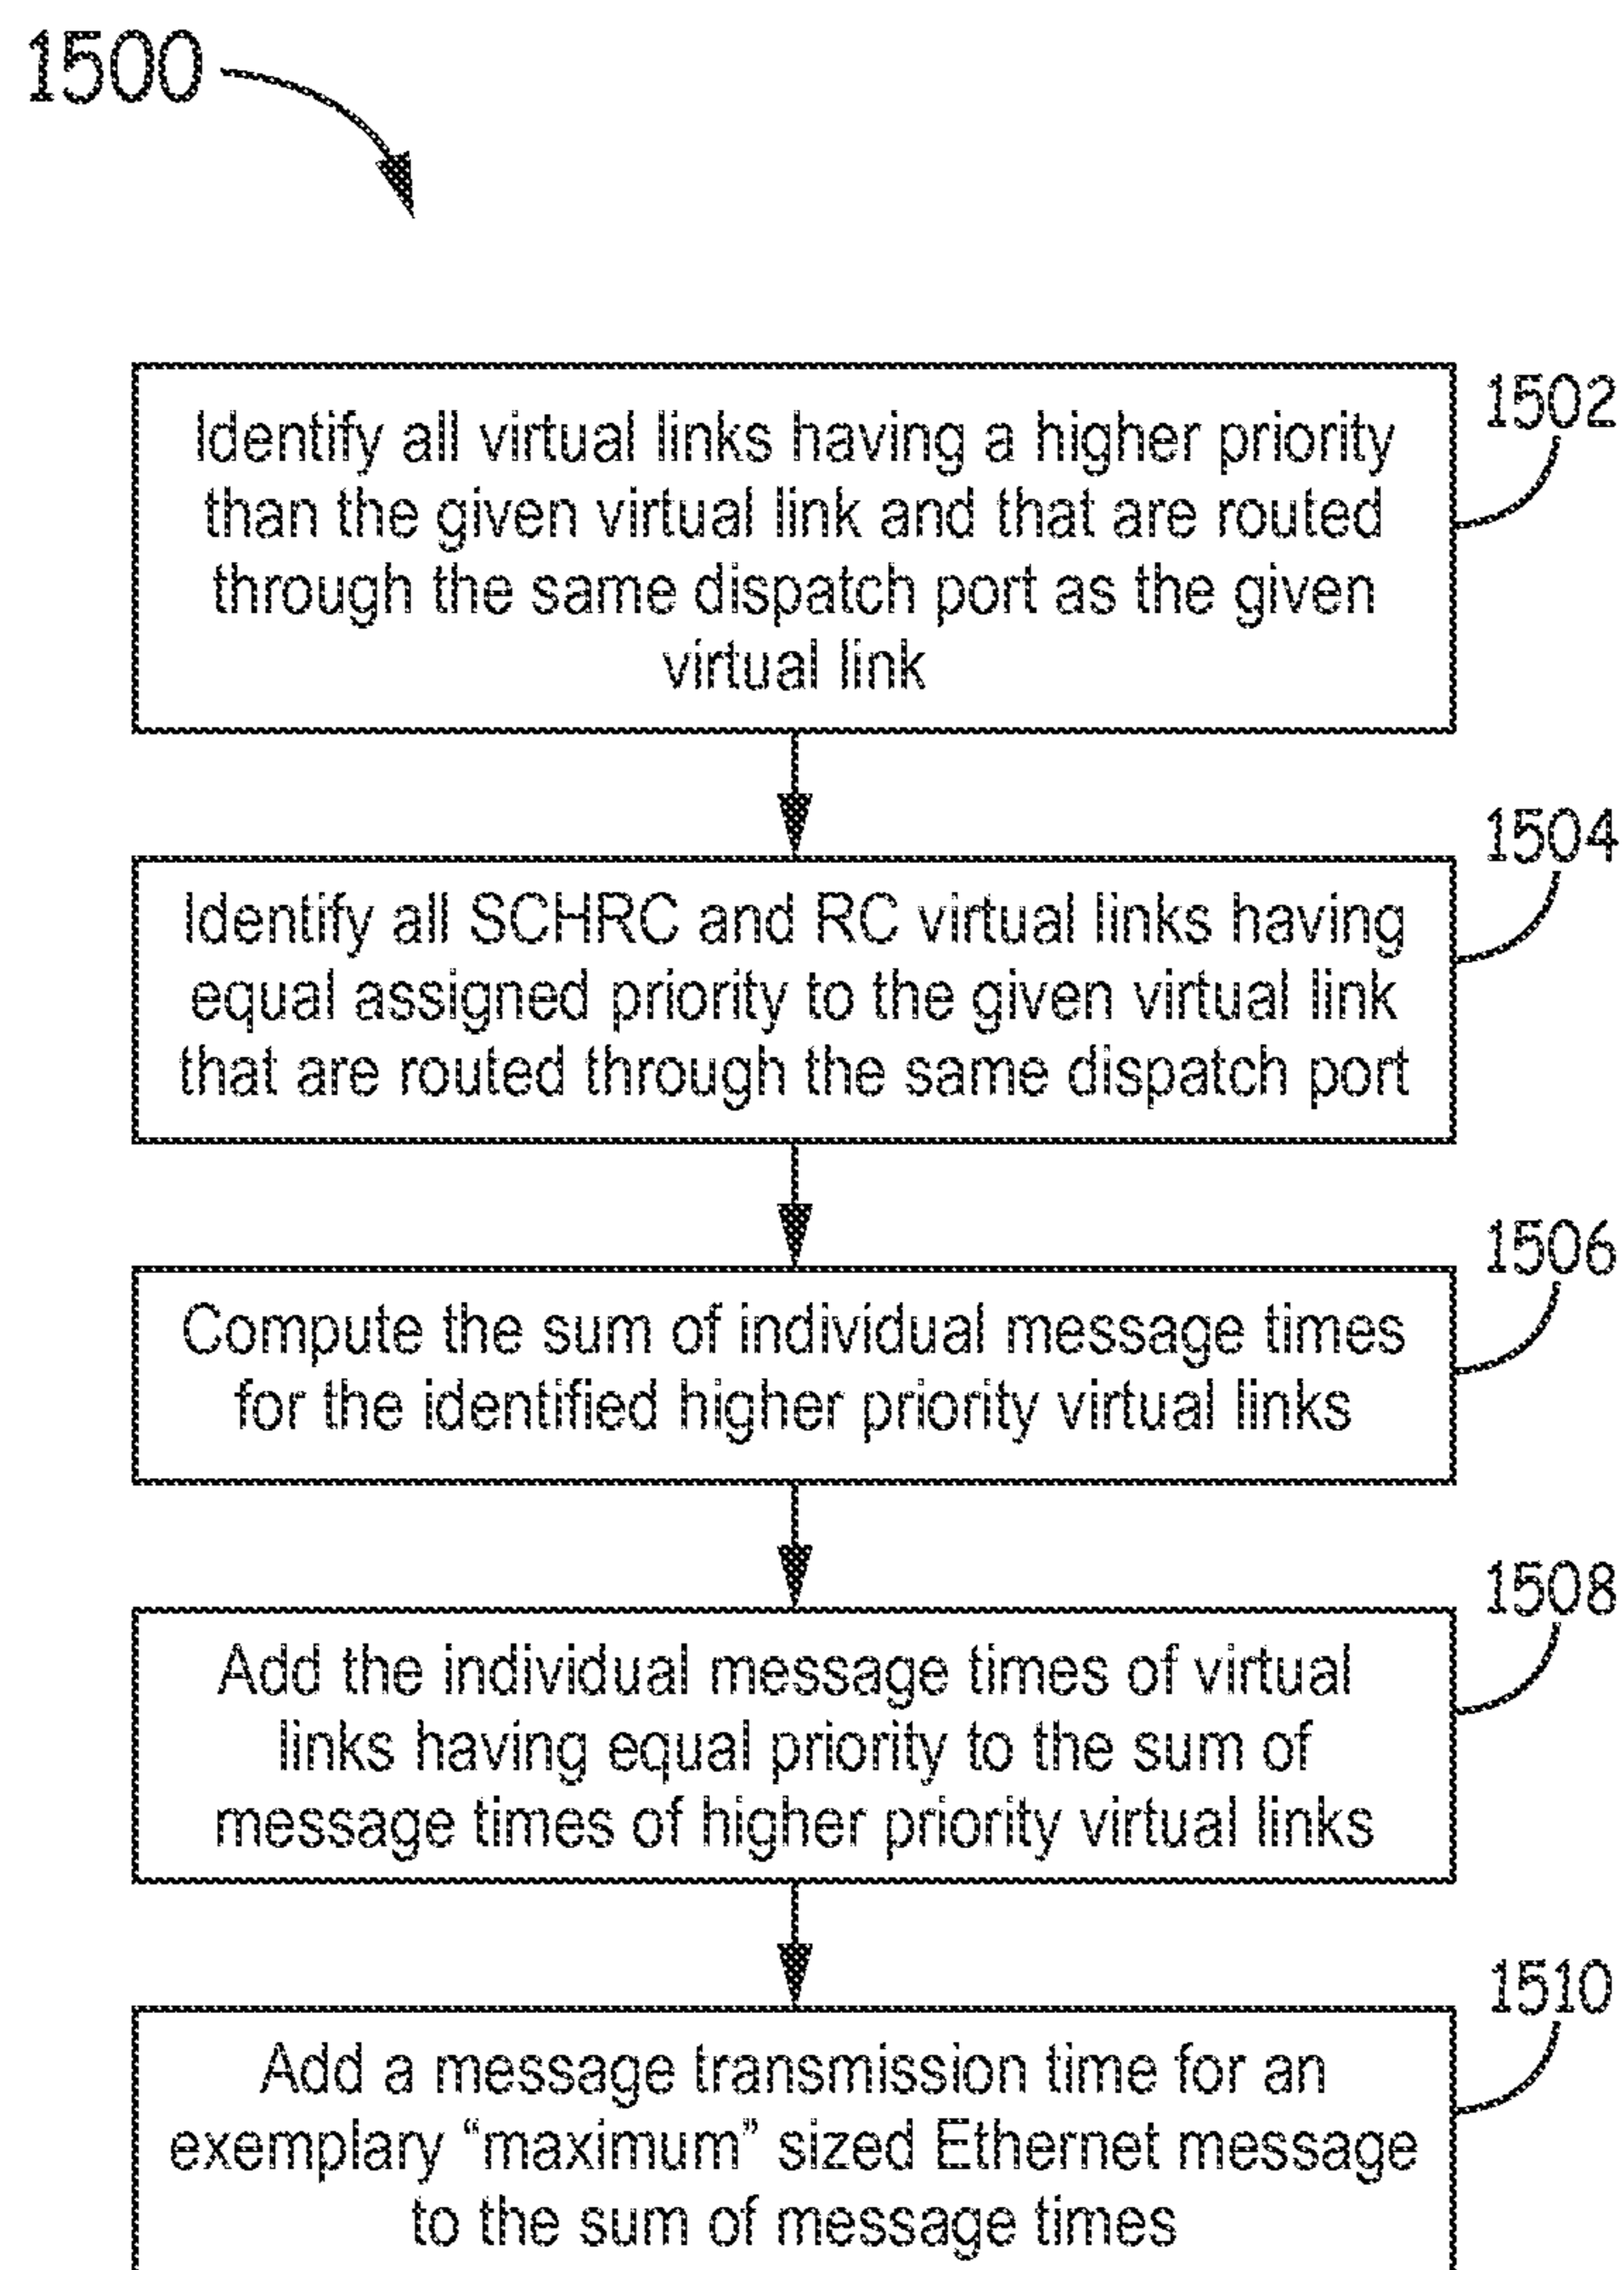 1500
1502
Identify all virtual links having a higher priority
than the given virtual link and that are routed
through the same dispatch port as the given
virtual link
1504
Identify all SCHRC and RC virtual links having
equal assigned priority to the given virtual link
that are routed through the same dispatch port
1506
Compute the sum of individual message times
for the identified higher priority virtual links
1508
Add the individual message times of virtual
links having equal priority to the sum of
message times of higher priority virtual links
1510
Add a message transmission time for an
exemplary “maximum” sized Ethernet message
to the sum of message times